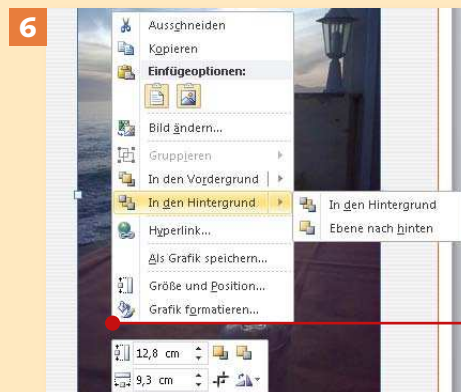 6
Ausschneiden
Kopieren
Einfügeoptionen:
Bild ändern...
Gruppieren
In den Vordergrund
In den Hintergrund
In den Hintergrund
Ebene nach hinten
Hyperlink...
Als Grafik speichern...
Größe und Position...
Grafik formatieren...
12,8 cm
9,3 cm